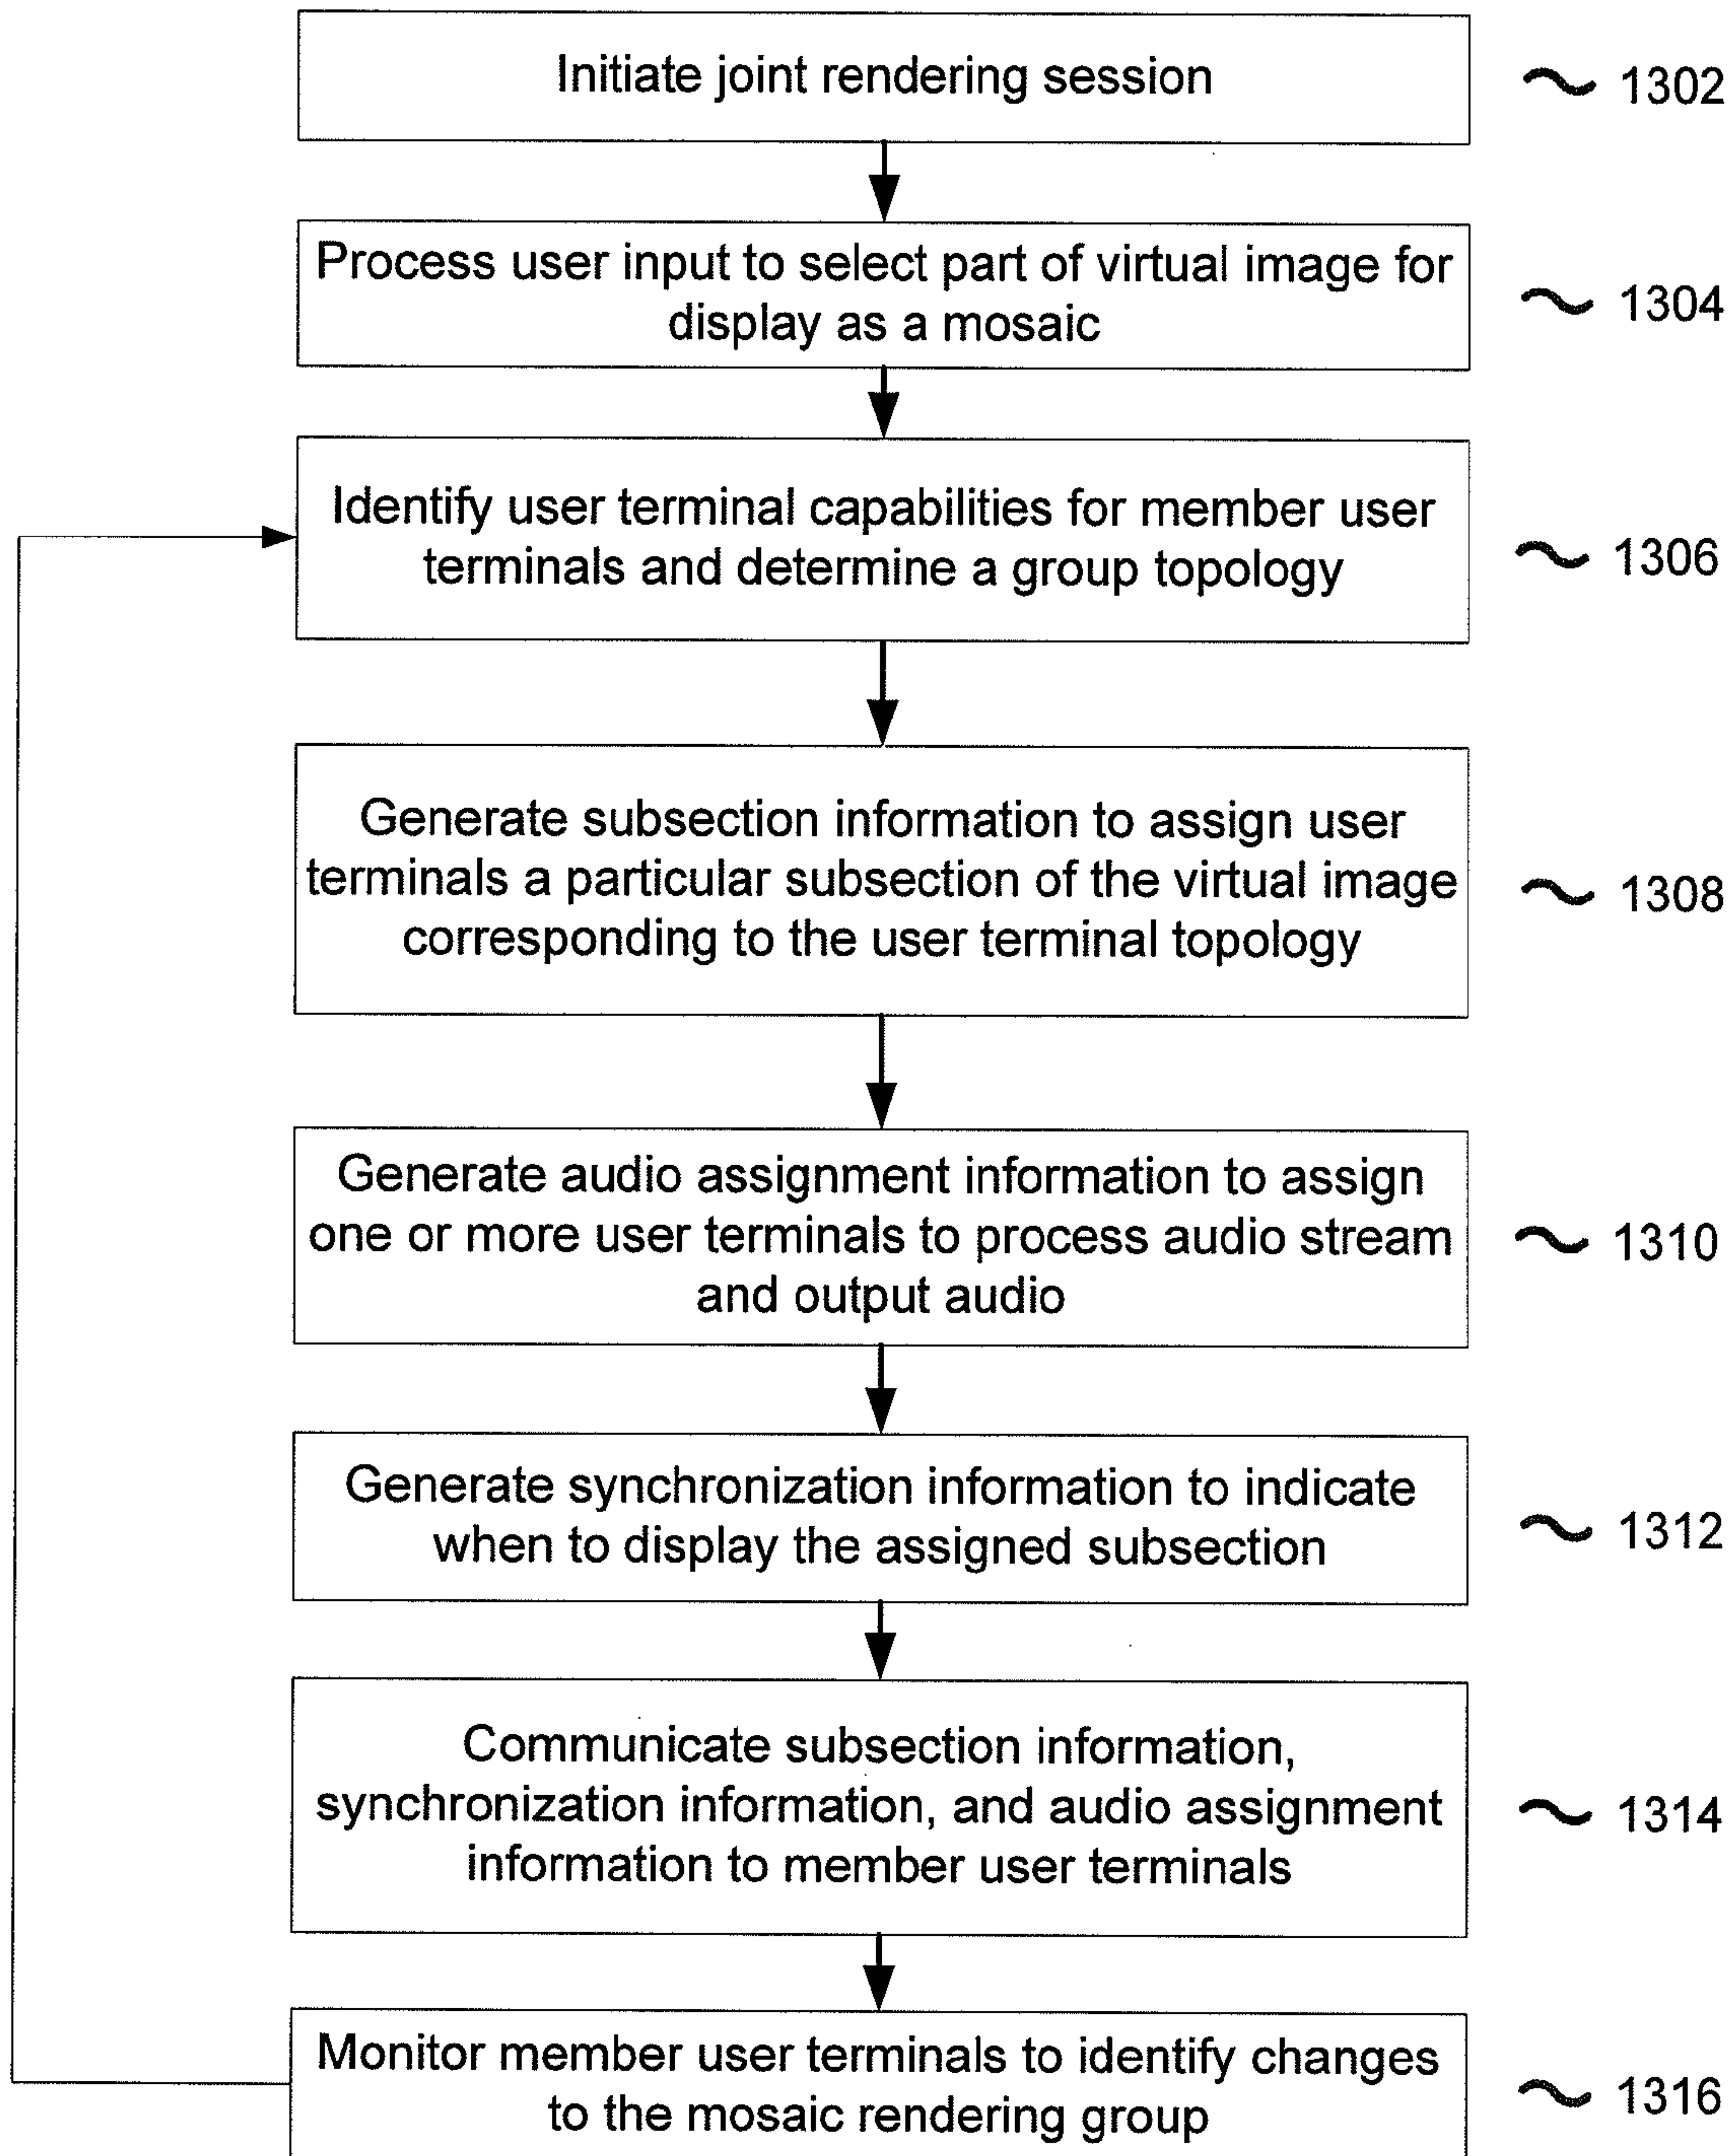 Initiate joint rendering session
1302
Process user input to select part of virtual image for
display as a mosaic
1304
Identify user terminal capabilities for member user
terminals and determine a group topology
1306
Generate subsection information to assign user
terminals a particular subsection of the virtual image
corresponding to the user terminal topology
1308
Generate audio assignment information to assign
one or more user terminals to process audio stream
and output audio
1310
Generate synchronization information to indicate
when to display the assigned subsection
1312
Communicate subsection information,
synchronization information, and audio assignment
information to member user terminals
1314
Monitor member user terminals to identify changes
to the mosaic rendering group
1316